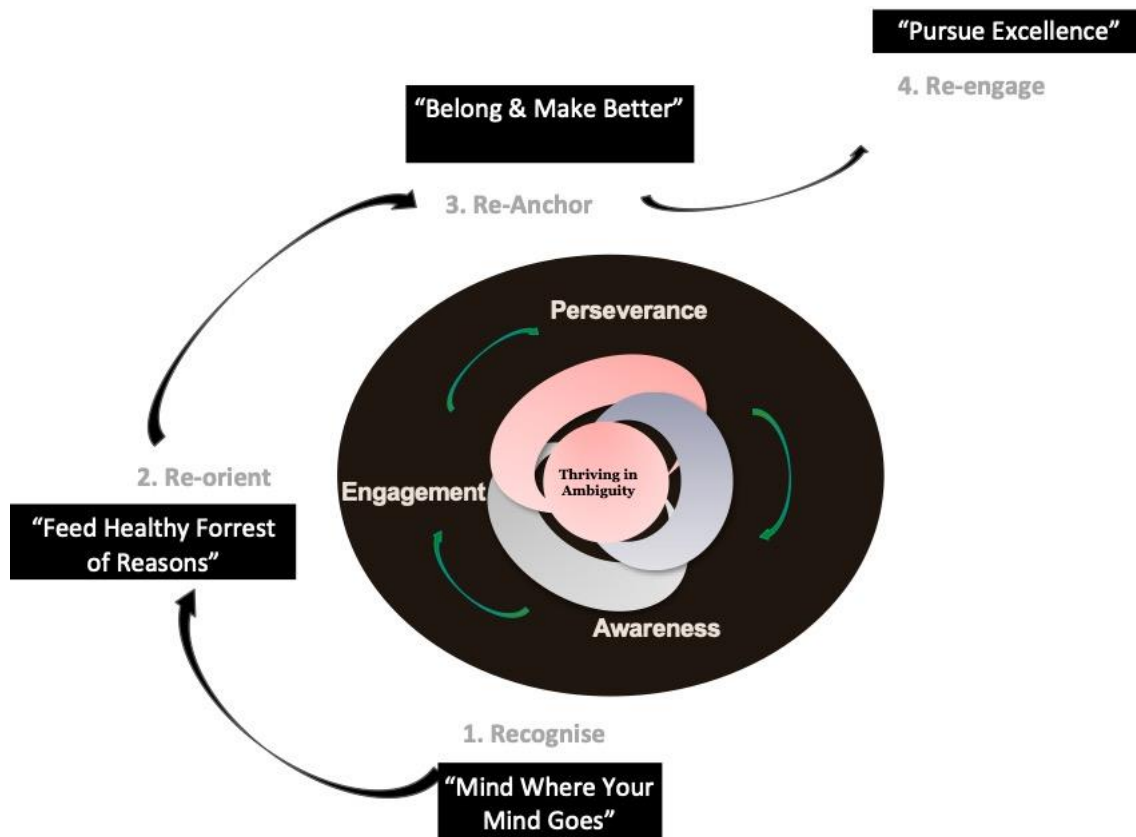 “Pursue Excellence”
4. Re-engage
“Belong & Make Better”
3. Re-Anchor
Perseverance
Thriving in
Ambiguity
Engagement
2. Re-orient
“Feed Healthy Forrest
of Reasons”
Awareness
1. Recognise
“Mind Where Your
Mind Goes”